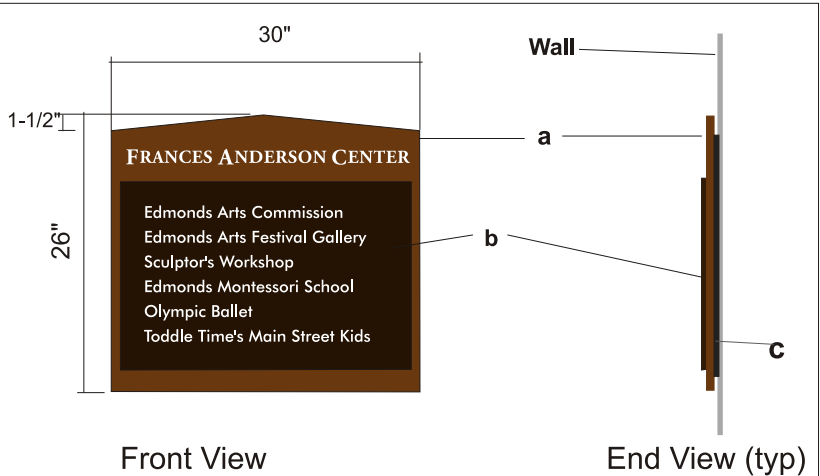 30"
Wall
1-1/2"
a
FRANCES ANDERSON CENTER
26"
Edmonds Arts Commission
Edmonds Arts Festival Gallery
b
Sculptor's Workshop
Edmonds Montessori School
Olympic Ballet
Toddle Time's Main Street Kids
c
Front View
End View (typ)